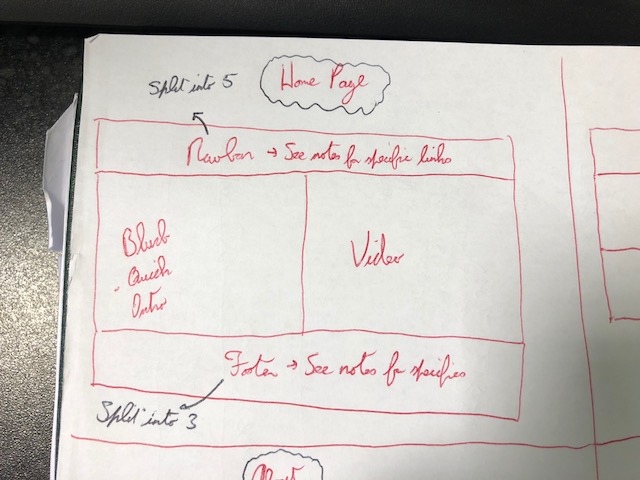 Home Page
Split into 5
Navbar → See notes for specific links
Blurb
• Quick
Intro
Video
Footer → See notes for specifics
Split into 3